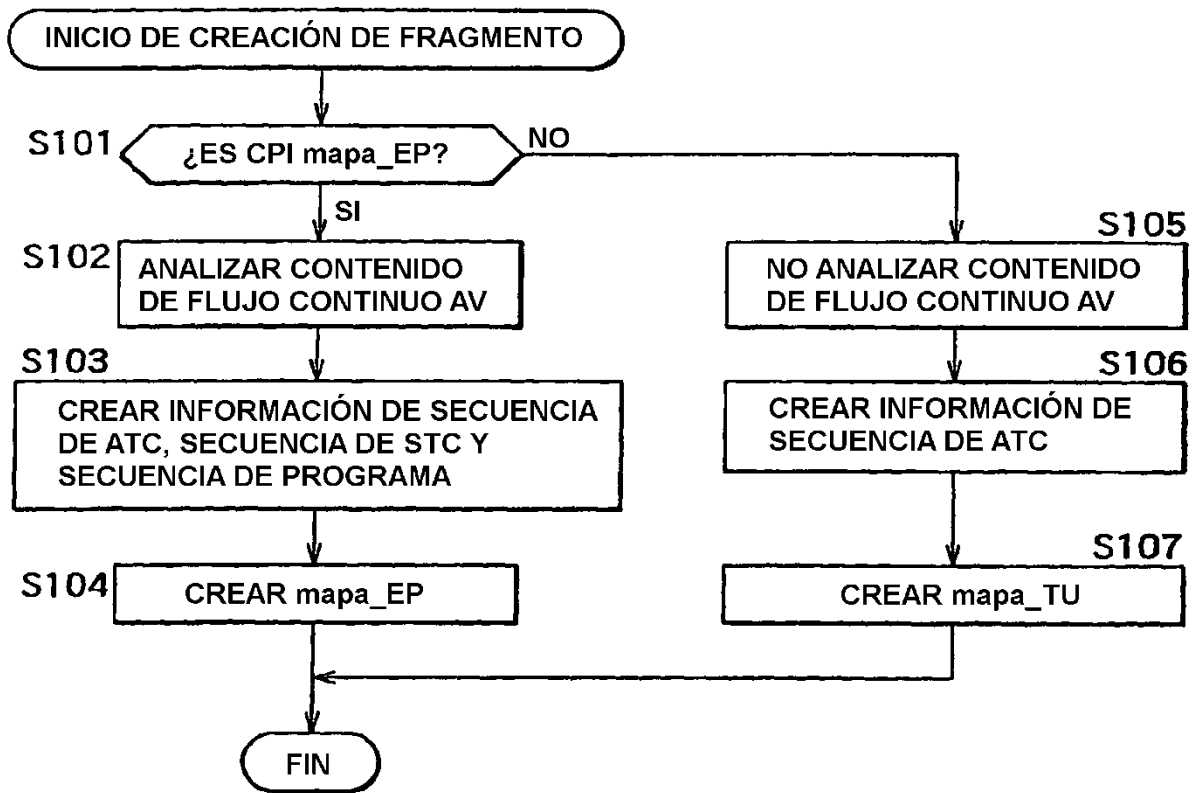 INICIO DE CREACIÓN DE FRAGMENTO
S101
¿ES CPI mapa_EP?
NO
SI
S102
ANALIZAR CONTENIDO
DE FLUJO CONTINUO AV
S103
CREAR INFORMACIÓN DE SECUENCIA
DE ATC, SECUENCIA DE STC Y
SECUENCIA DE PROGRAMA
S104
CREAR mapa_EP
S105
NO ANALIZAR CONTENIDO
DE FLUJO CONTINUO AV
S106
CREAR INFORMACIÓN DE
SECUENCIA DE ATC
S107
CREAR mapa_TU
FIN